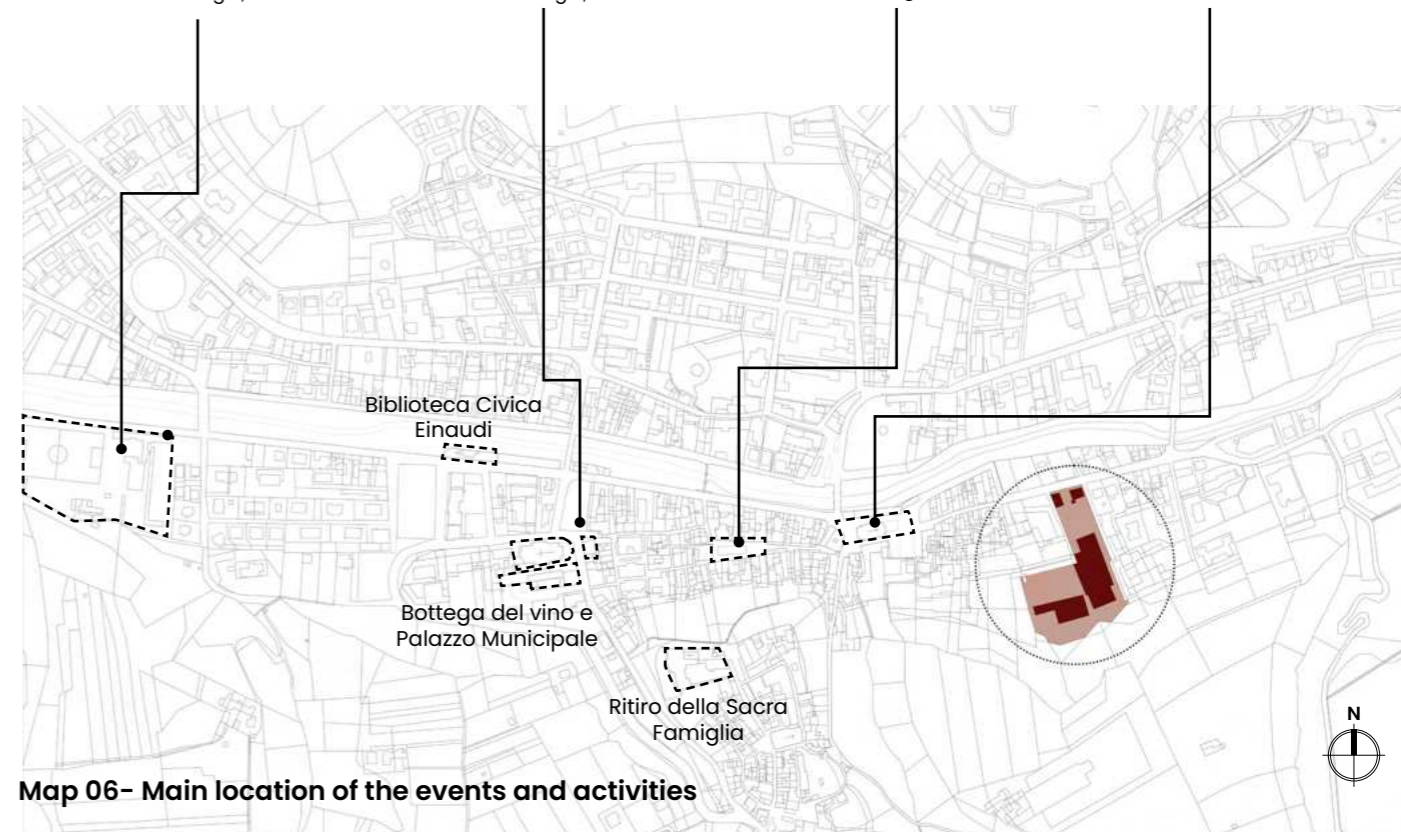 Biblioteca Civica
Einaudi
Bottega del vino e
Palazzo Municipale
Ritiro della Sacra
Famiglia
N
Map 06- Main location of the events and activities